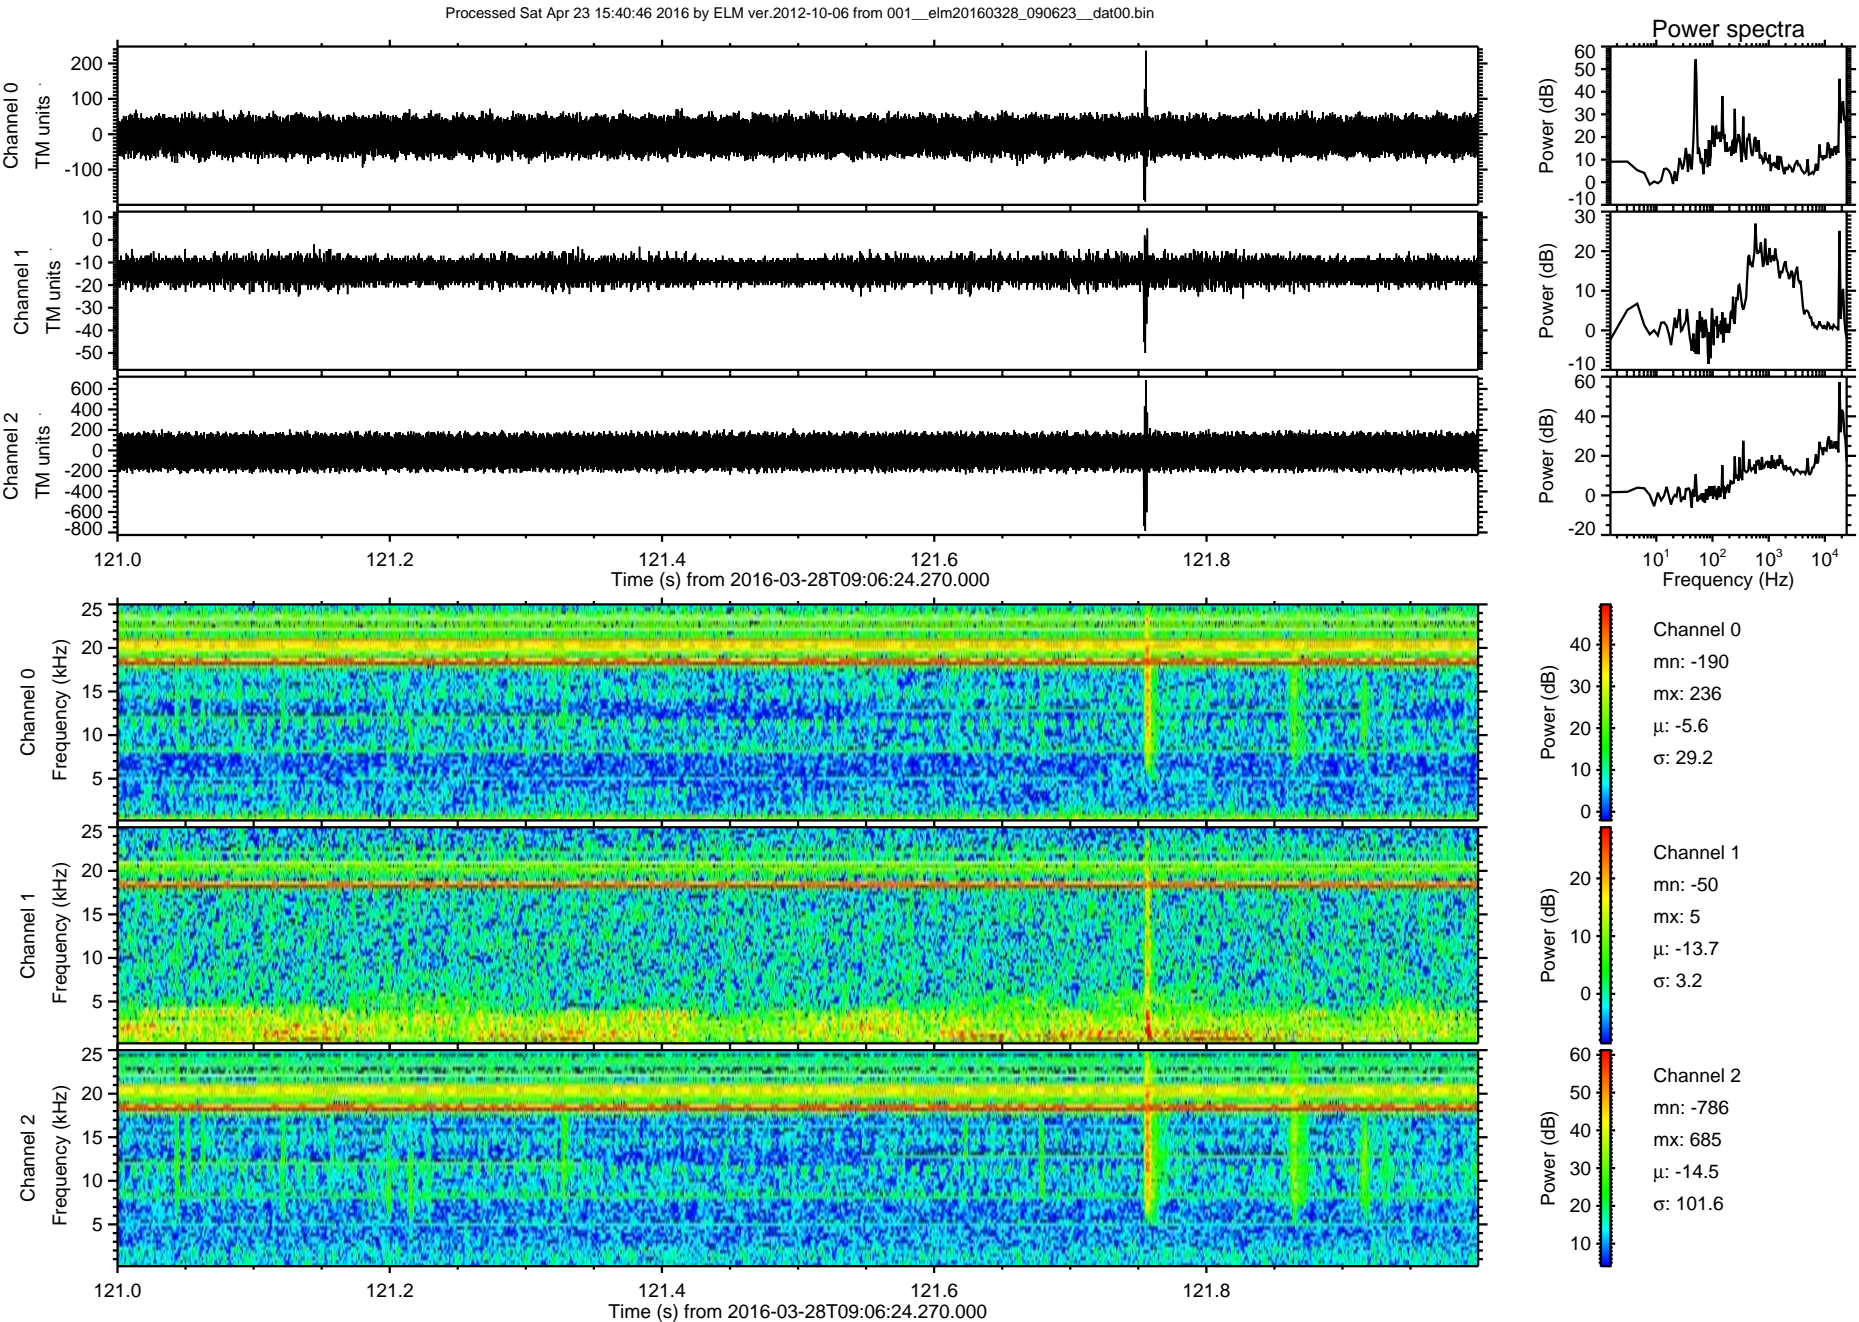 Processed Sat Apr 23 15:40:46 2016 by ELM ver.2012-10-06 from 001__elm20160328_090623__dat00.bin
Power spectra
Channel 0
TM units
200
100
0
-100
Power (dB)
60
50
40
30
20
10
0
-10
Channel 1
TM units
10
0
-10
-20
-30
-40
-50
Power (dB)
30
20
10
0
-10
Channel 2
TM units
600
400
200
0
-200
-400
-600
-800
Power (dB)
60
40
20
0
-20
121.0 121.2 121.4 121.6 121.8
Time (s) from 2016-03-28T09:06:24.270.000
10¹ 10² 10³ 10⁴
Frequency (Hz)
Channel 0
Frequency (kHz)
25
20
15
10
5
Power (dB)
40
30
20
10
0
Channel 0
mn: -190
mx: 236
μ: -5.6
σ: 29.2
Channel 1
Frequency (kHz)
25
20
15
10
5
Power (dB)
20
10
0
Channel 1
mn: -50
mx: 5
μ: -13.7
σ: 3.2
Channel 2
Frequency (kHz)
25
20
15
10
5
Power (dB)
60
50
40
30
20
10
Channel 2
mn: -786
mx: 685
μ: -14.5
σ: 101.6
121.0 121.2 121.4 121.6 121.8
Time (s) from 2016-03-28T09:06:24.270.000